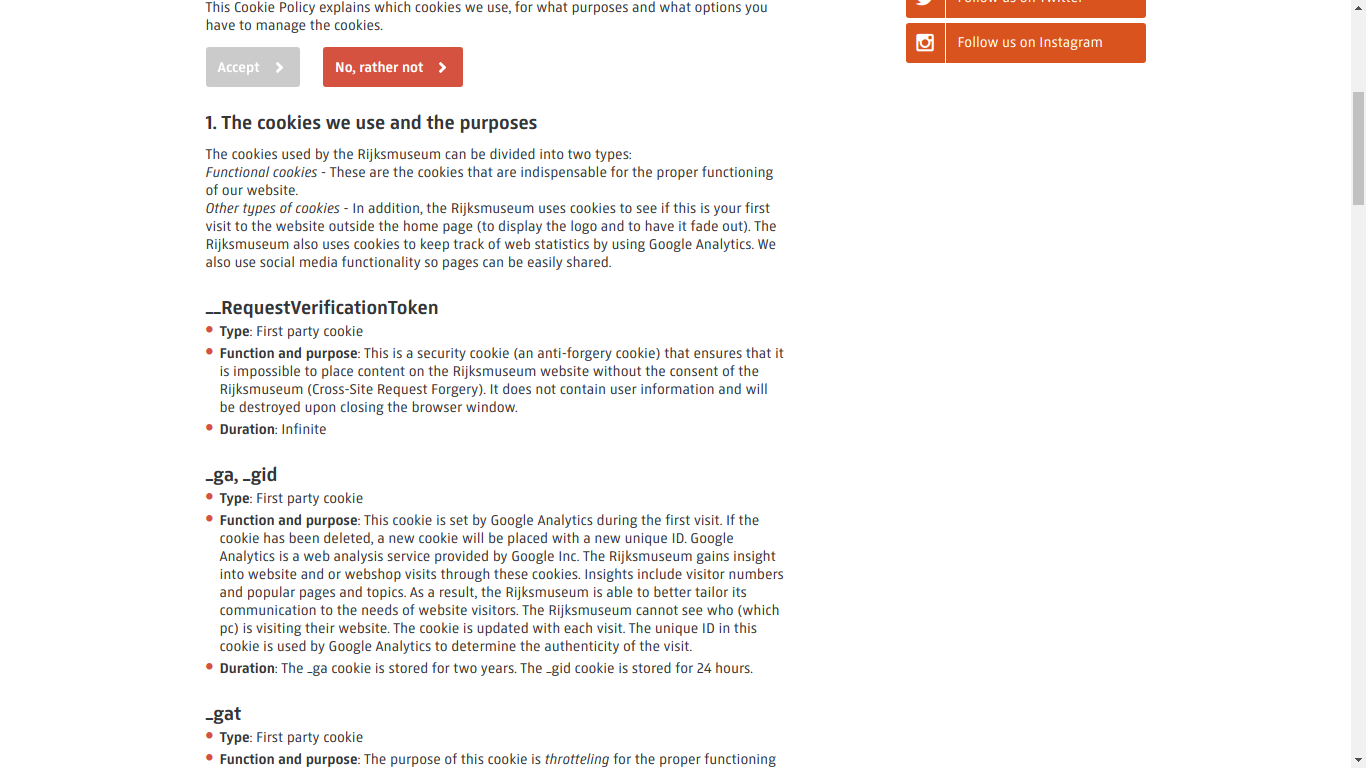 This Cookie Policy explains which cookies we use, for what purposes and what options you
have to manage the cookies.
Accept
No, rather not
1. The cookies we use and the purposes
The cookies used by the Rijksmuseum can be divided into two types:
Functional cookies - These are the cookies that are indispensable for the proper functioning
of our website.
Other types of cookies - In addition, the Rijksmuseum uses cookies to see if this is your first
visit to the website outside the home page (to display the logo and to have it fade out). The
Rijksmuseum also uses cookies to keep track of web statistics by using Google Analytics. We
also use social media functionality so pages can be easily shared.
__RequestVerificationToken
Type: First party cookie
Function and purpose: This is a security cookie (an anti-forgery cookie) that ensures that it
is impossible to place content on the Rijksmuseum website without the consent of the
Rijksmuseum (Cross-Site Request Forgery). It does not contain user information and will
be destroyed upon closing the browser window.
Duration: Infinite
_ga, _gid
Type: First party cookie
Function and purpose: This cookie is set by Google Analytics during the first visit. If the
cookie has been deleted, a new cookie will be placed with a new unique ID. Google
Analytics is a web analysis service provided by Google Inc. The Rijksmuseum gains insight
into website and or webshop visits through these cookies. Insights include visitor numbers
and popular pages and topics. As a result, the Rijksmuseum is able to better tailor its
communication to the needs of website visitors. The Rijksmuseum cannot see who (which
pc) is visiting their website. The cookie is updated with each visit. The unique ID in this
cookie is used by Google Analytics to determine the authenticity of the visit.
Duration: The _ga cookie is stored for two years. The _gid cookie is stored for 24 hours.
_gat
Type: First party cookie
Function and purpose: The purpose of this cookie is throtteling for the proper functioning
Follow us on Twitter
Follow us on Instagram